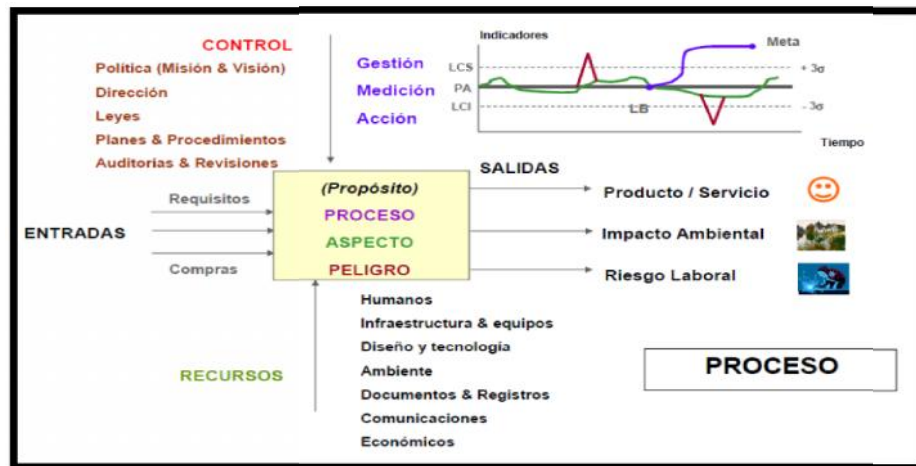 CONTROL
Política (Misión & Visión)
Dirección
Leyes
Planes & Procedimientos
Auditorias & Revisiones
Gestión
Medición
Acción
Indicadores
LCS
PA
LCI
LB
Meta
+ 3σ
- 3σ
Tiempo
ENTRADAS
Requisitos
Compras
(Propósito)
PROCESO
ASPECTO
PELIGRO
SALIDAS
Producto / Servicio
Impacto Ambiental
Riesgo Laboral
RECURSOS
Humanos
Infraestructura & equipos
Diseño y tecnología
Ambiente
Documentos & Registros
Comunicaciones
Económicos
PROCESO